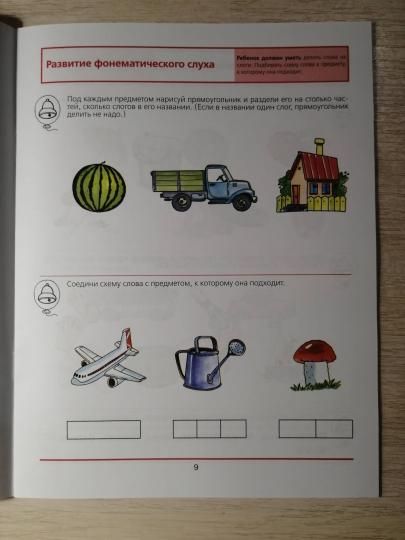 Развитие фонематического слуха
Ребенок должен уметь делить слова на
слоги. Подбирать схему слова к предмету,
к которому она подходит.
Под каждым предметом нарисуй прямоугольник и раздели его на столько час-
тей, сколько слогов в его названии. (Если в названии один слог, прямоугольник
делить не надо.)
Соедини схему слова с предметом, к которому она подходит.
9